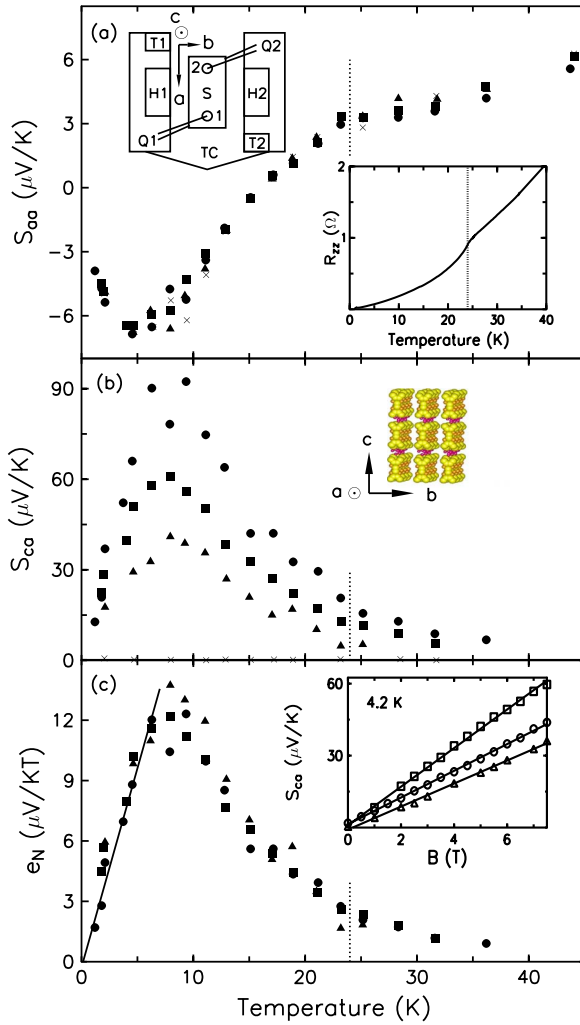 (a)
c
b
a
T1
Q2
2
H1
S
H2
Q1
1
T2
TC
S_aa (μV/K)
6
3
0
-3
-6
R_zz (Ω)
2
1
0
0 10 20 30 40
Temperature (K)
(b)
S_ca (μV/K)
90
60
30
0
c
a
b
(c)
e_N (μV/KT)
12
9
6
3
0
4.2 K
S_ca (μV/K)
60
30
0
0 2 4 6
B (T)
0 10 20 30 40
Temperature (K)